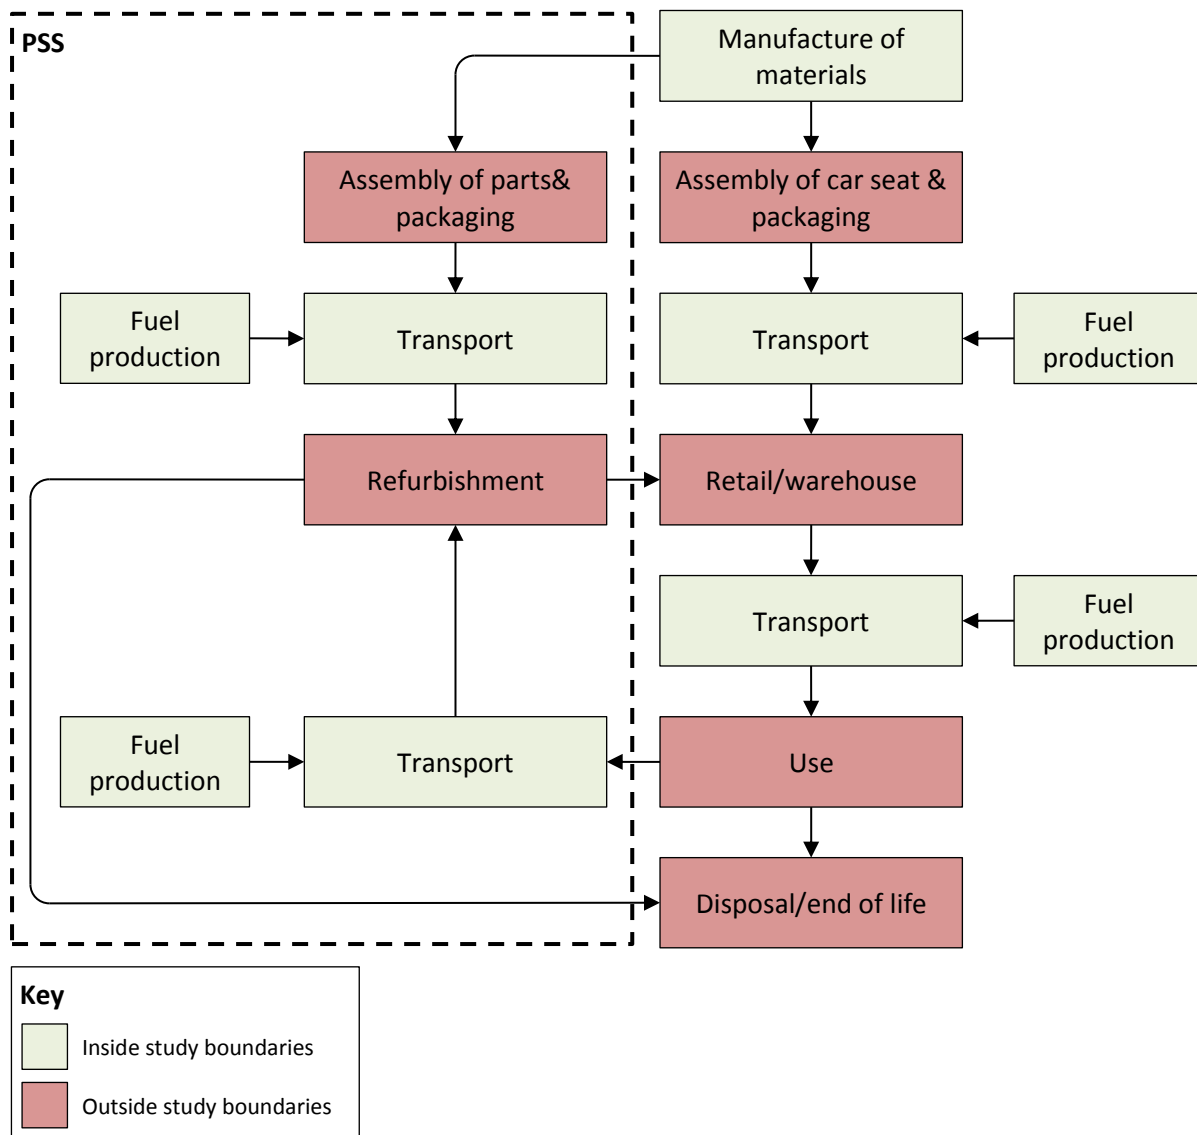 PSS
Manufacture of
materials
Assembly of parts&
packaging
Assembly of car seat &
packaging
Fuel
production
Transport
Transport
Fuel
production
Refurbishment
Retail/warehouse
Transport
Fuel
production
Fuel
production
Transport
Use
Disposal/end of life
Key
Inside study boundaries
Outside study boundaries